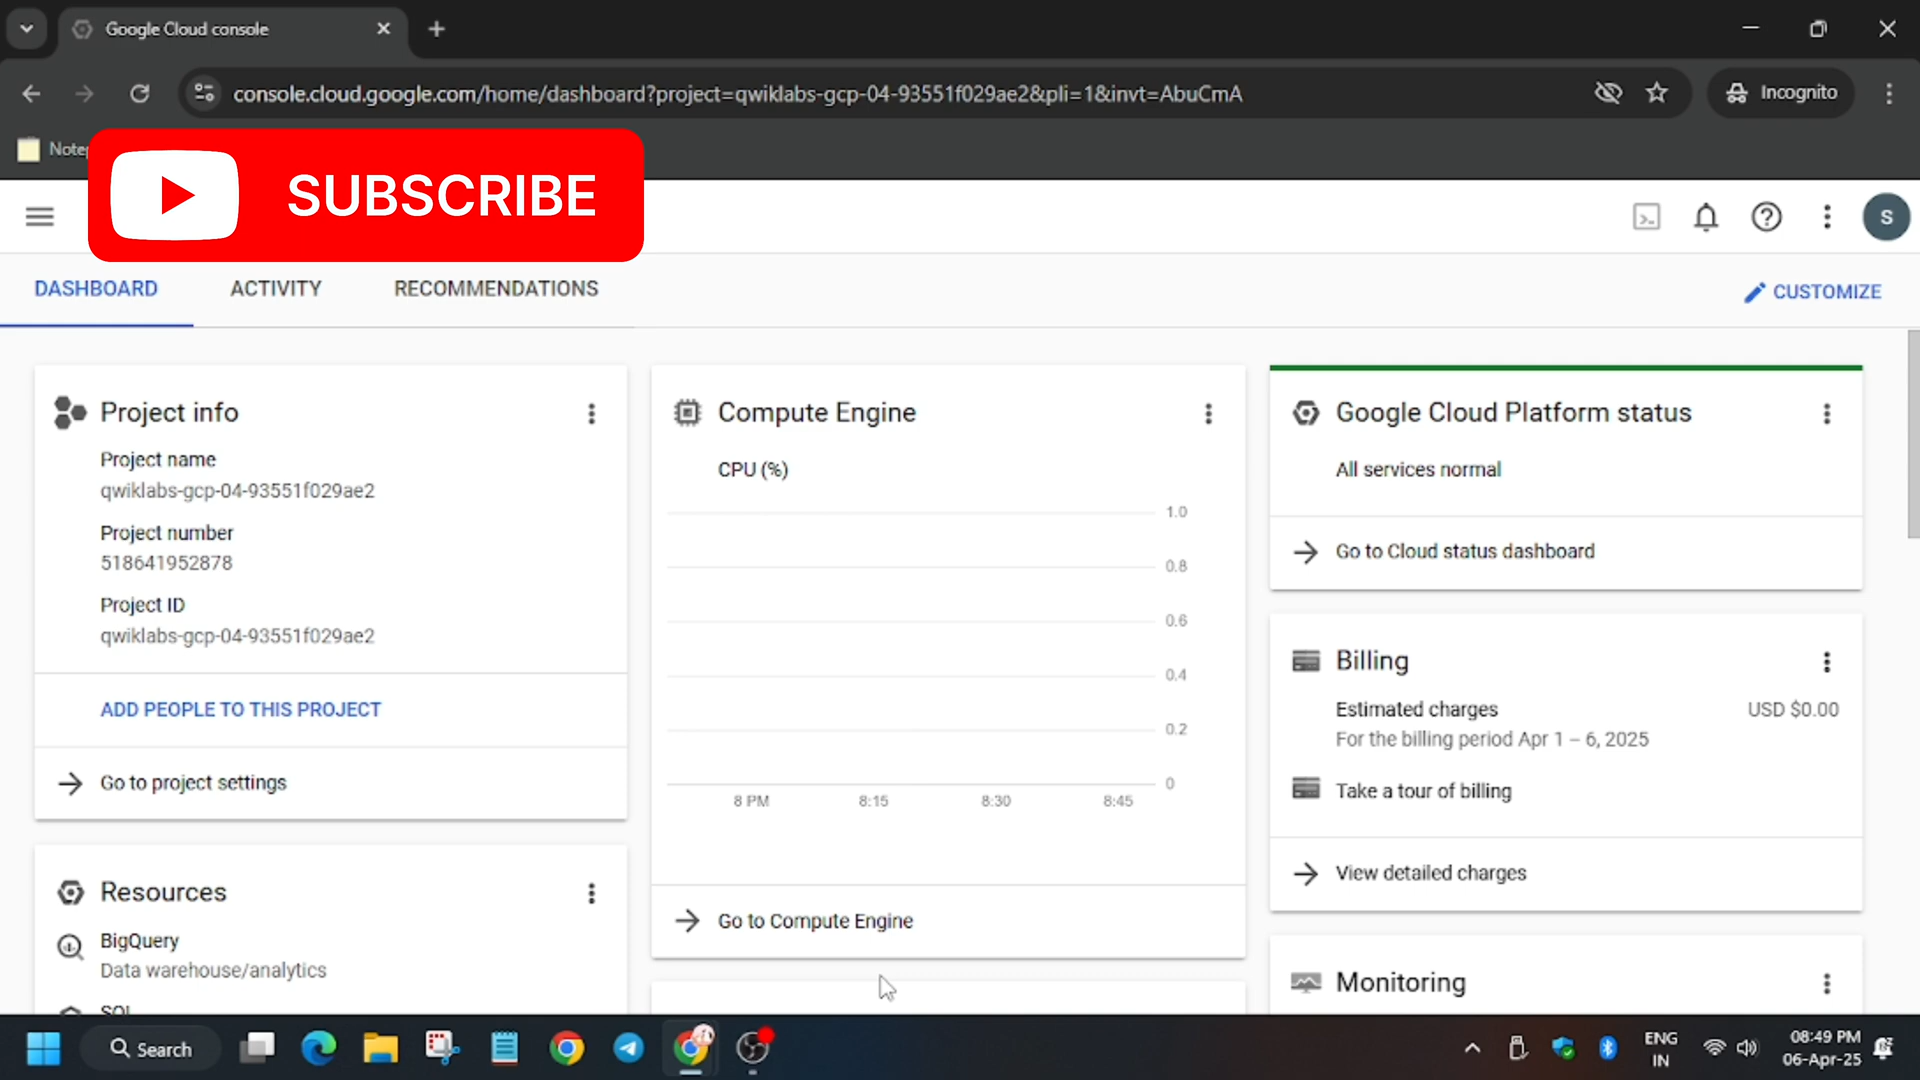 Google Cloud console
console.cloud.google.com/home/dashboard?project=qwiklabs-gcp-04-93551f029ae2&pli=1&invt=AbuCmA
Incognito
SUBSCRIBE
S
DASHBOARD
ACTIVITY
RECOMMENDATIONS
CUSTOMIZE
Project info
Project name
qwiklabs-gcp-04-93551f029ae2
Project number
518641952878
Project ID
qwiklabs-gcp-04-93551f029ae2
ADD PEOPLE TO THIS PROJECT
Go to project settings
Resources
BigQuery
Data warehouse/analytics
SQL
Compute Engine
CPU (%)
1.0
0.8
0.6
0.4
0.2
0
8 PM
8:15
8:30
8:45
Go to Compute Engine
Google Cloud Platform status
All services normal
Go to Cloud status dashboard
Billing
Estimated charges
USD $0.00
For the billing period Apr 1 – 6, 2025
Take a tour of billing
View detailed charges
Monitoring
Search
ENG
IN
08:49 PM
06-Apr-25